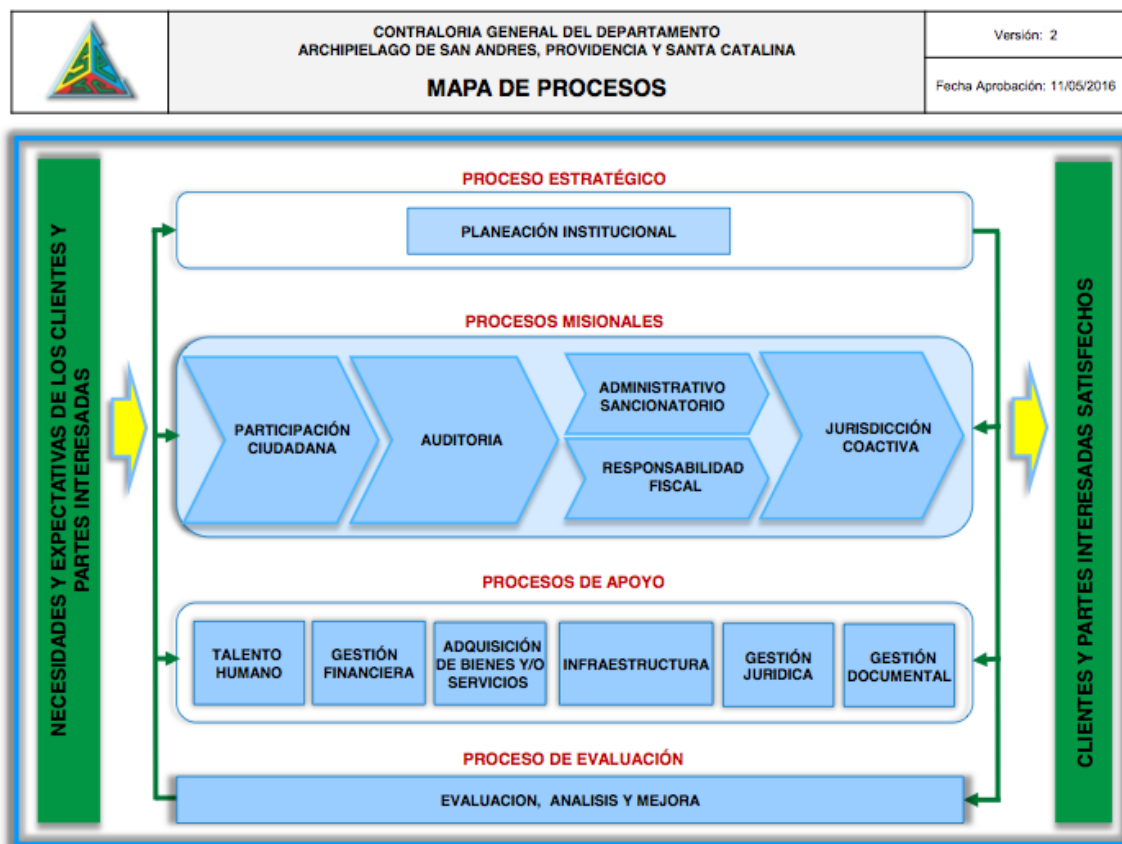 CONTRALORIA GENERAL DEL DEPARTAMENTO
ARCHIPIELAGO DE SAN ANDRES, PROVIDENCIA Y SANTA CATALINA
MAPA DE PROCESOS
Versión: 2
Fecha Aprobación: 11/05/2016
NECESIDADES Y EXPECTATIVAS DE LOS CLIENTES Y
PARTES INTERESADAS
PROCESO ESTRATÉGICO
PLANEACIÓN INSTITUCIONAL
PROCESOS MISIONALES
PARTICIPACIÓN
CIUDADANA
AUDITORIA
ADMINISTRATIVO
SANCIONATORIO
RESPONSABILIDAD
FISCAL
JURISDICCIÓN
COACTIVA
PROCESOS DE APOYO
TALENTO
HUMANO
GESTIÓN
FINANCIERA
ADQUISICIÓN
DE BIENES Y/O
SERVICIOS
INFRAESTRUCTURA
GESTIÓN
JURIDICA
GESTIÓN
DOCUMENTAL
PROCESO DE EVALUACIÓN
EVALUACION, ANALISIS Y MEJORA
CLIENTES Y PARTES INTERESADAS SATISFECHOS